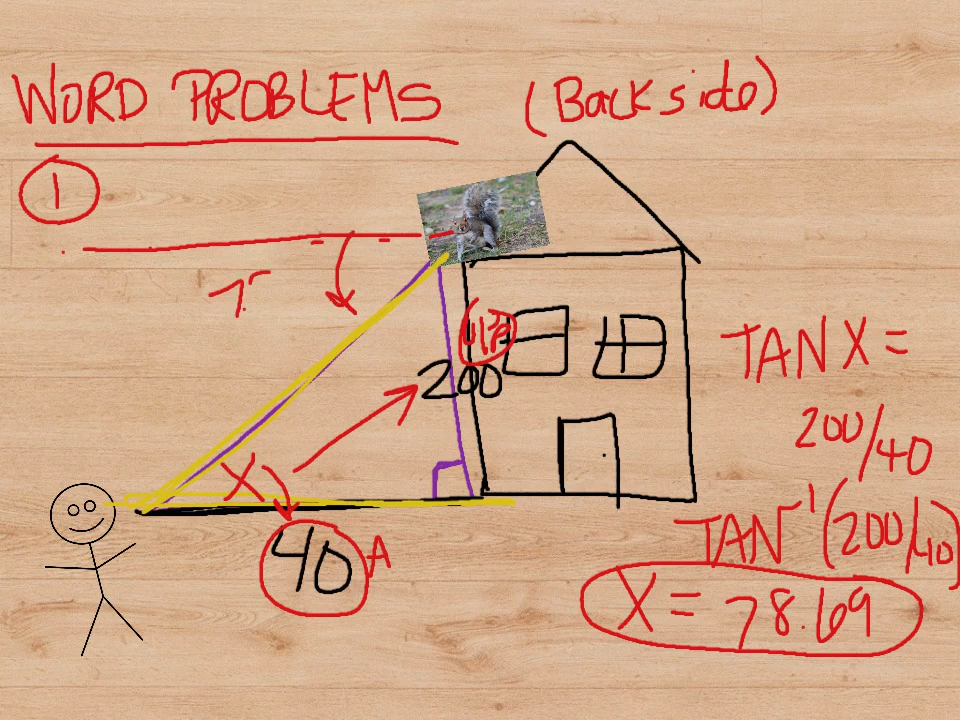 WORD PROBLEMS (Backside)
1
200
X
40 A
TAN X =
200/40
TAN⁻¹(200/40)
X = 78.69